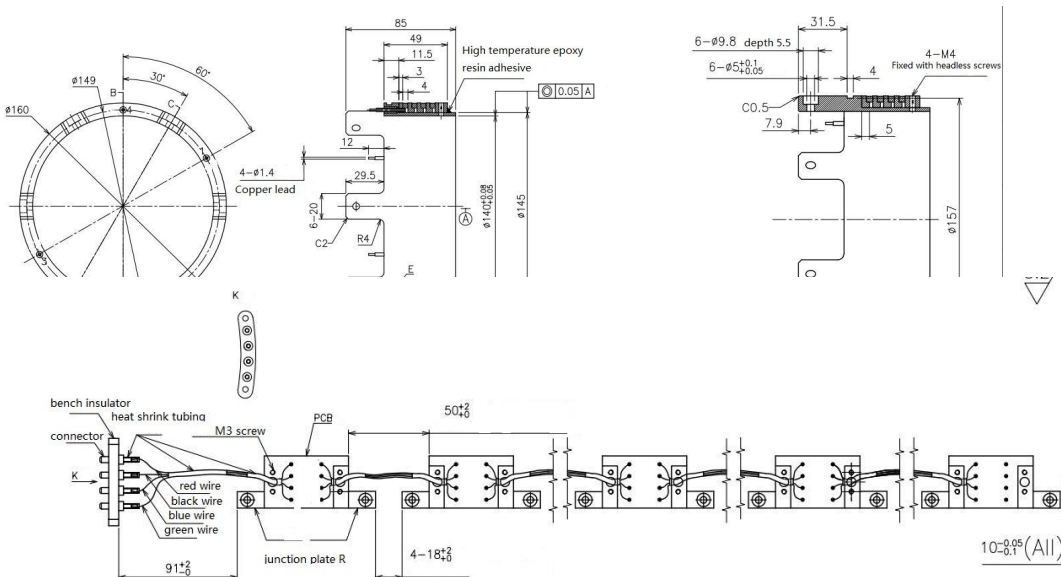 85
49
11.5
3
4
High temperature epoxy
resin adhesive
◎ 0.05 A
60°
30°
B
C
ø149
ø160
4
1
3
12
4-ø1.4
Copper lead
29.5
6-20
C2
R4
A
E
ø140+0.08 +0.05
ø145
31.5
6-ø9.8 depth 5.5
6-ø5+0.1 +0.05
4
4-M4
Fixed with headless screws
C0.5
7.9
5
ø157
K
bench insulator
heat shrink tubing
connector
M3 screw
PCB
50+2 +0
K
red wire
black wire
blue wire
green wire
junction plate R
91+2 -0
4-18+2 +0
10-0.05 -0.1 (All)